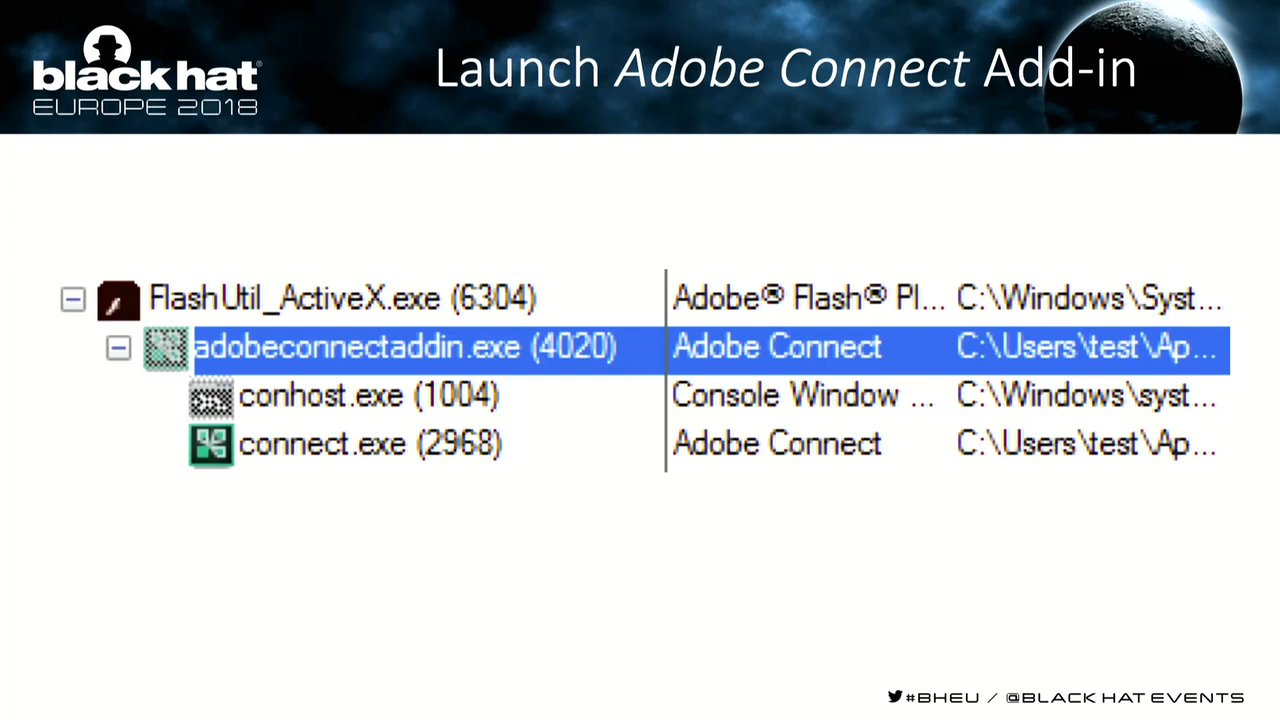 black hat®
EUROPE 2018
Launch Adobe Connect Add-in
FlashUtil_ActiveX.exe (6304) Adobe® Flash® Pl... C:\Windows\Syst...
adobeconnectaddin.exe (4020) Adobe Connect C:\Users\test\Ap...
conhost.exe (1004) Console Window ... C:\Windows\syst...
connect.exe (2968) Adobe Connect C:\Users\test\Ap...
#BHEU / @BLACK HAT EVENTS